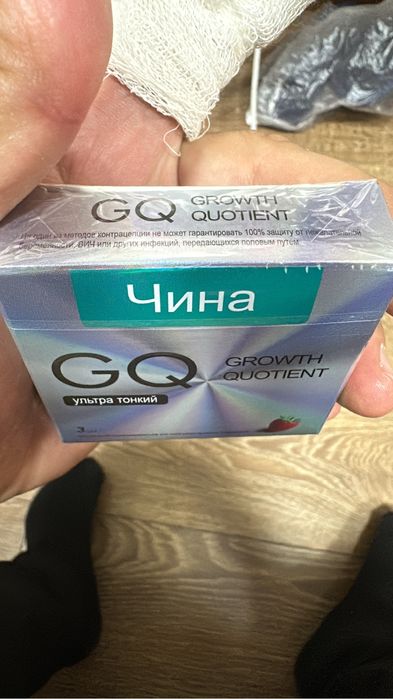 GQ GROWTH QUOTIENT
Ни один из методов контрацепции не может гарантировать 100% защиту от нежелательной
беременности, ВИЧ или других инфекций, передающихся половым путем
Чина
GQ GROWTH QUOTIENT
ультра тонкий
3